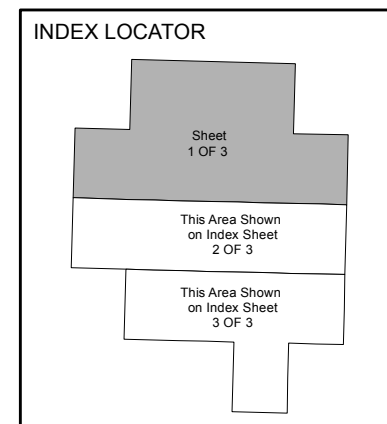 INDEX LOCATOR
Sheet
1 OF 3
This Area Shown
on Index Sheet
2 OF 3
This Area Shown
on Index Sheet
3 OF 3